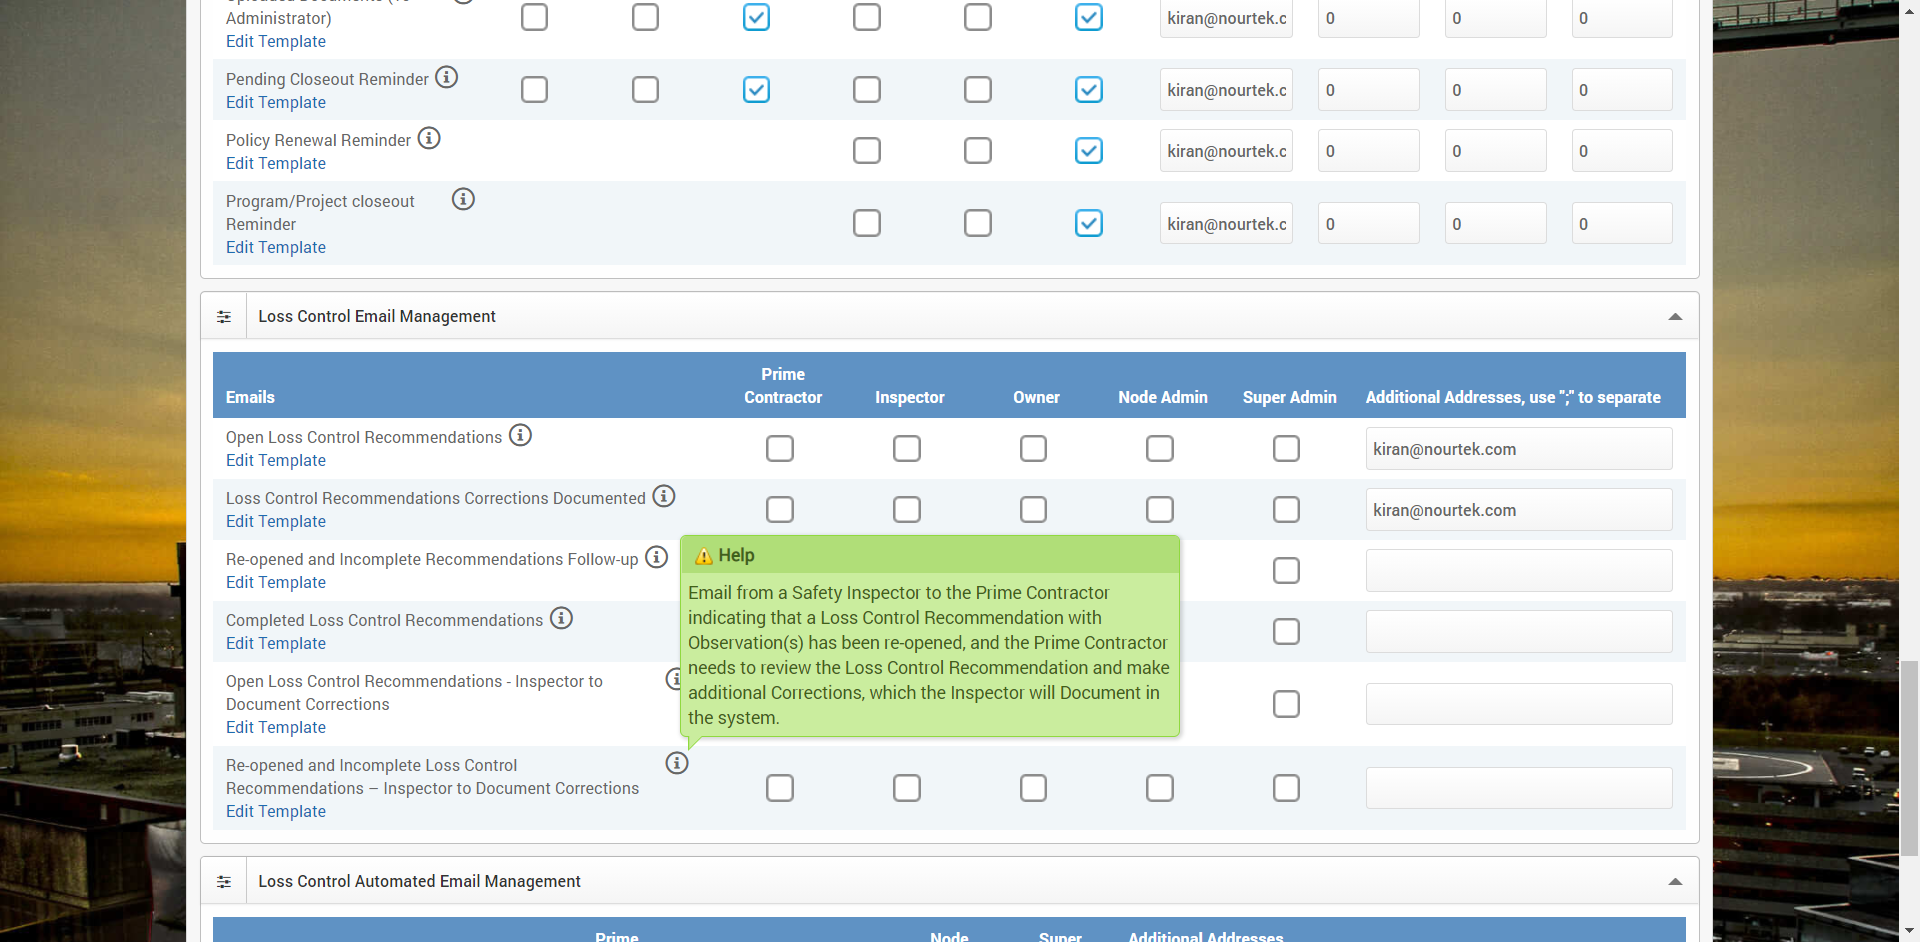 Administrator)
kiran@nourtek.c 0 0 0
Edit Template
Pending Closeout Reminder
kiran@nourtek.c 0 0 0
Edit Template
Policy Renewal Reminder
kiran@nourtek.c 0 0 0
Edit Template
Program/Project closeout
Reminder
kiran@nourtek.c 0 0 0
Edit Template
Loss Control Email Management
Emails Prime Contractor Inspector Owner Node Admin Super Admin Additional Addresses, use ";" to separate
Open Loss Control Recommendations
kiran@nourtek.com
Edit Template
Loss Control Recommendations Corrections Documented
kiran@nourtek.com
Edit Template
Re-opened and Incomplete Recommendations Follow-up
Edit Template
Completed Loss Control Recommendations
Edit Template
Open Loss Control Recommendations - Inspector to
Document Corrections
Edit Template
Help
Email from a Safety Inspector to the Prime Contractor
indicating that a Loss Control Recommendation with
Observation(s) has been re-opened, and the Prime Contractor
needs to review the Loss Control Recommendation and make
additional Corrections, which the Inspector will Document in
the system.
Re-opened and Incomplete Loss Control
Recommendations – Inspector to Document Corrections
Edit Template
Loss Control Automated Email Management
Prime Node Super Additional Addresses